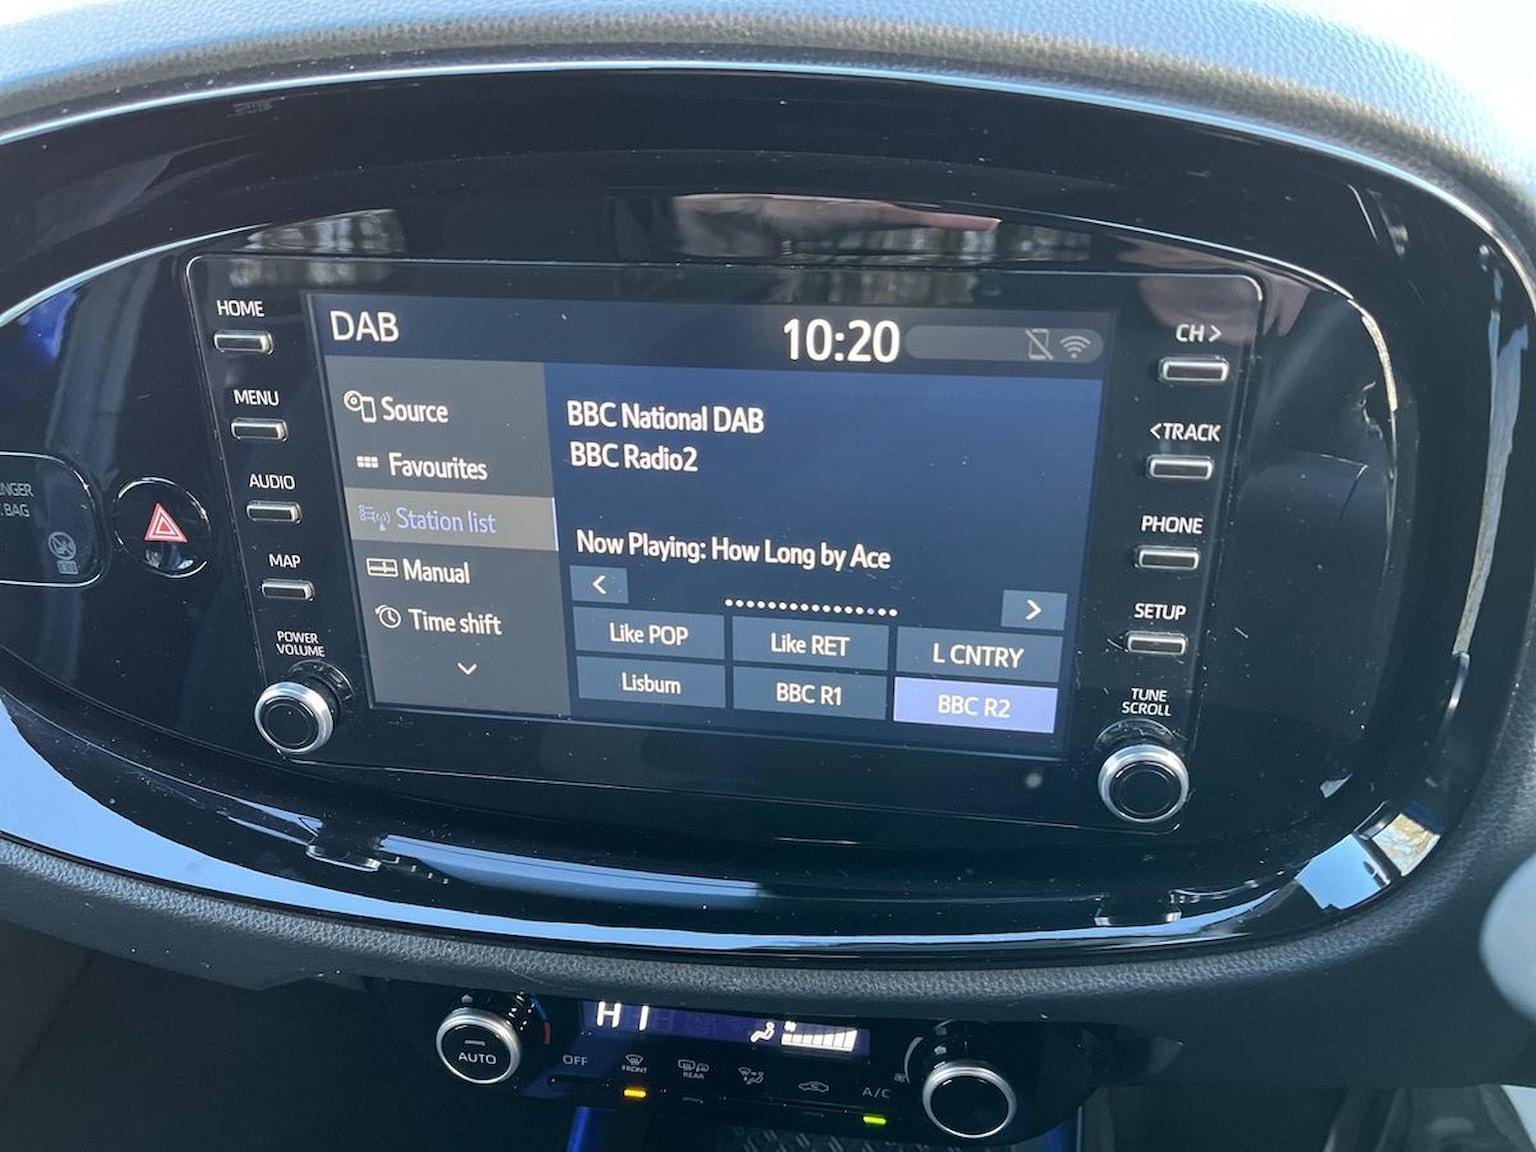 HOME
MENU
AUDIO
MAP
POWER
VOLUME
DAB
10:20
Source
Favourites
Station list
Manual
Time shift
BBC National DAB
BBC Radio2
Now Playing: How Long by Ace
<
>
Like POP
Like RET
L CNTRY
Lisburn
BBC R1
BBC R2
CH >
<TRACK
PHONE
SETUP
TUNE
SCROLL
BAG
HI
AUTO
OFF
FRONT
REAR
A/C